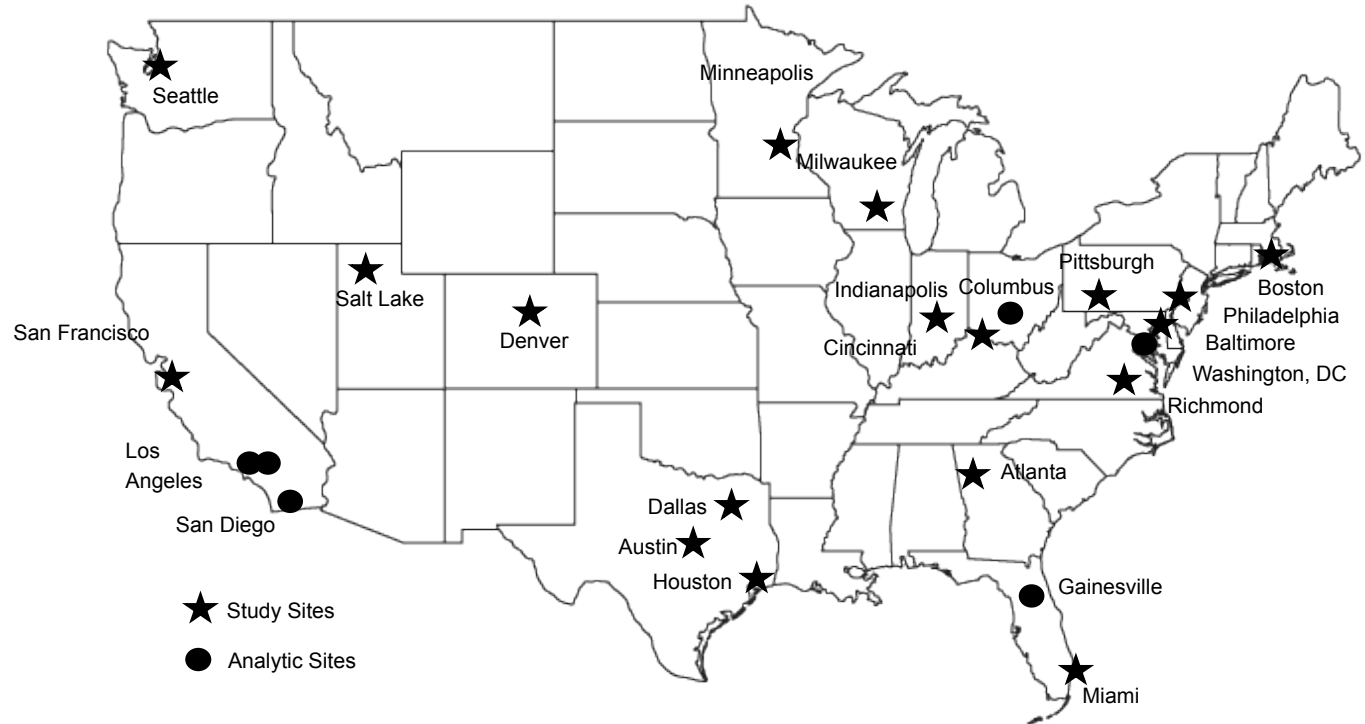 Minneapolis
Seattle
Milwaukee
Pittsburgh
Salt Lake
Indianapolis
Columbus
Boston
San Francisco
Denver
Cincinnati
Philadelphia
Baltimore
Washington, DC
Richmond
Los
Angeles
Atlanta
San Diego
Dallas
Austin
Houston
Gainesville
Study Sites
Analytic Sites
Miami